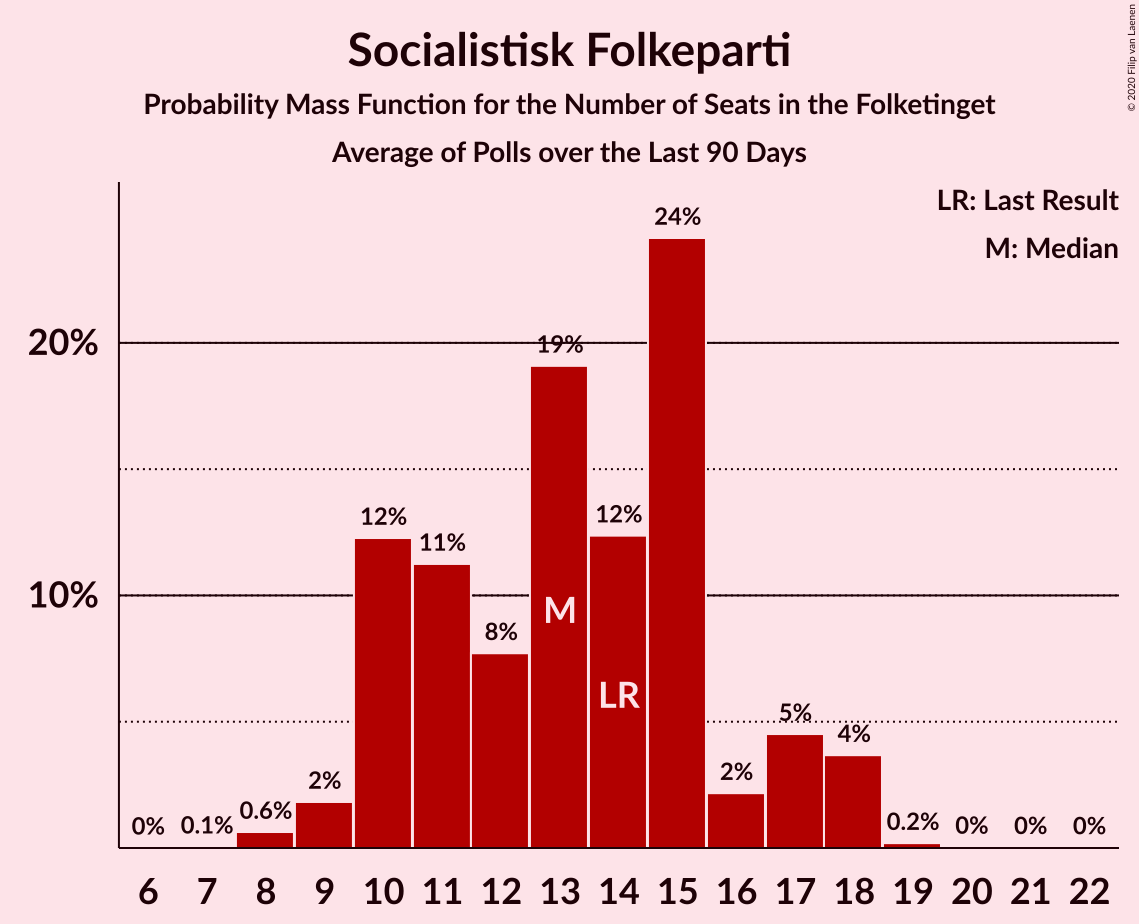 Socialistisk Folkeparti
Probability Mass Function for the Number of Seats in the Folketinget
Average of Polls over the Last 90 Days
© 2020 Filip van Laenen
LR: Last Result
M: Median
20%
10%
0%
0.1%
0.6%
2%
12%
11%
8%
19%
12%
24%
2%
5%
4%
0.2%
0%
0%
0%
M
LR
6 7 8 9 10 11 12 13 14 15 16 17 18 19 20 21 22